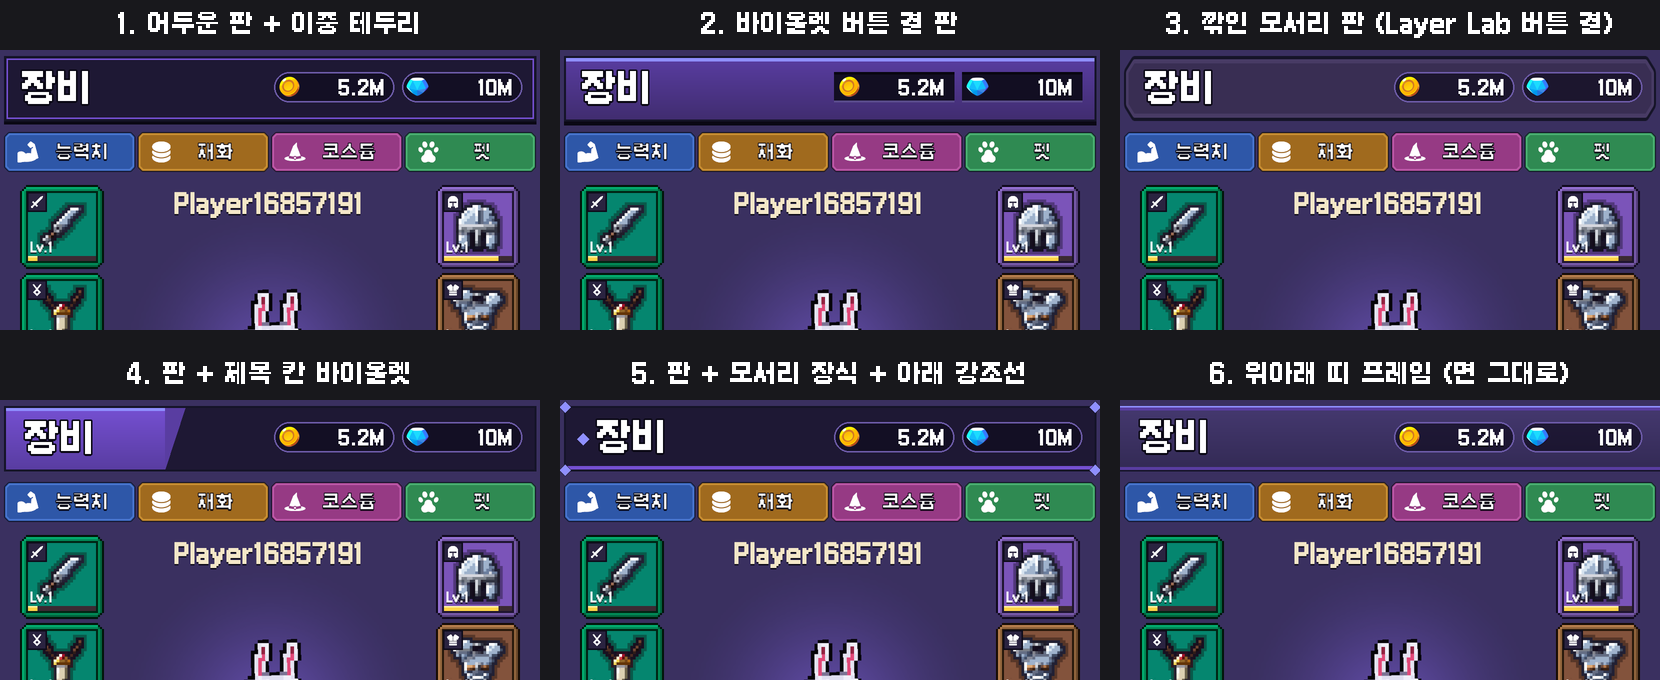 1. 어두운 판 + 이중 테두리
장비 5.2M 10M
능력치 재화 코스튬 펫
Player16857191
Lv.1 Lv.1
2. 바이올렛 버튼 결 판
장비 5.2M 10M
능력치 재화 코스튬 펫
Player16857191
Lv.1 Lv.1
3. 깎인 모서리 판 (Layer Lab 버튼 결)
장비 5.2M 10M
능력치 재화 코스튬 펫
Player16857191
Lv.1 Lv.1
4. 판 + 제목 칸 바이올렛
장비 5.2M 10M
능력치 재화 코스튬 펫
Player16857191
Lv.1 Lv.1
5. 판 + 모서리 장식 + 아래 강조선
장비 5.2M 10M
능력치 재화 코스튬 펫
Player16857191
Lv.1 Lv.1
6. 위아래 띠 프레임 (면 그대로)
장비 5.2M 10M
능력치 재화 코스튬 펫
Player16857191
Lv.1 Lv.1